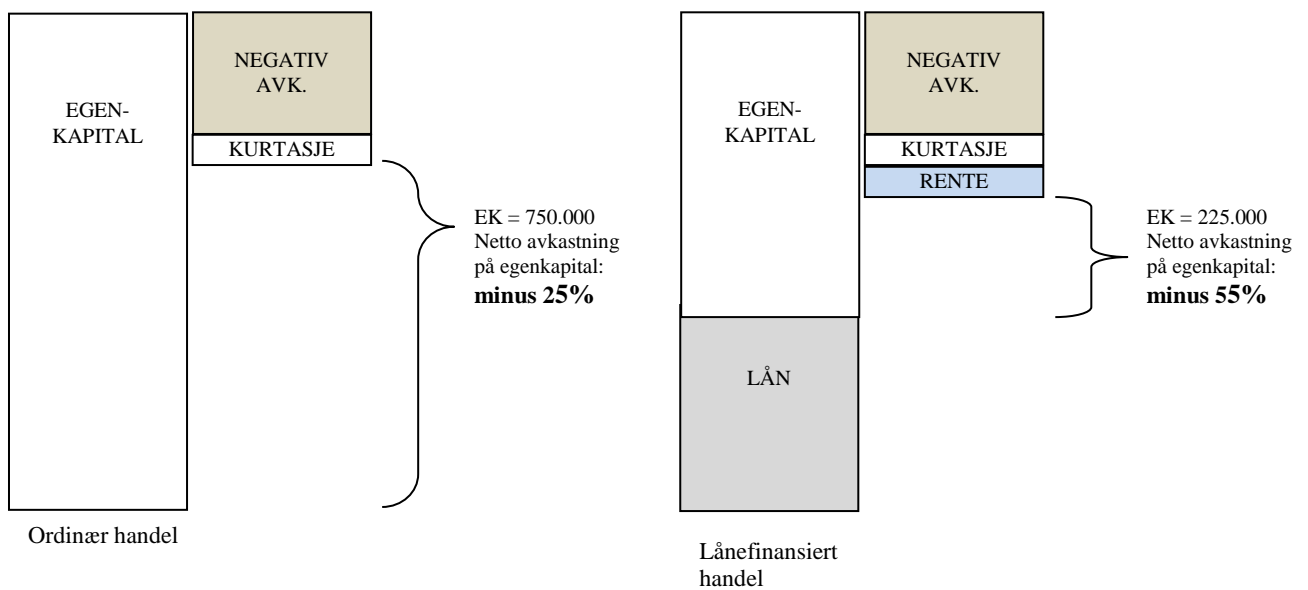 EGEN-
KAPITAL
NEGATIV
AVK.
KURTASJE
EK = 750.000
Netto avkastning
på egenkapital:
minus 25%
Ordinær handel
EGEN-
KAPITAL
NEGATIV
AVK.
KURTASJE
RENTE
EK = 225.000
Netto avkastning
på egenkapital:
minus 55%
LÅN
Lånefinansiert
handel